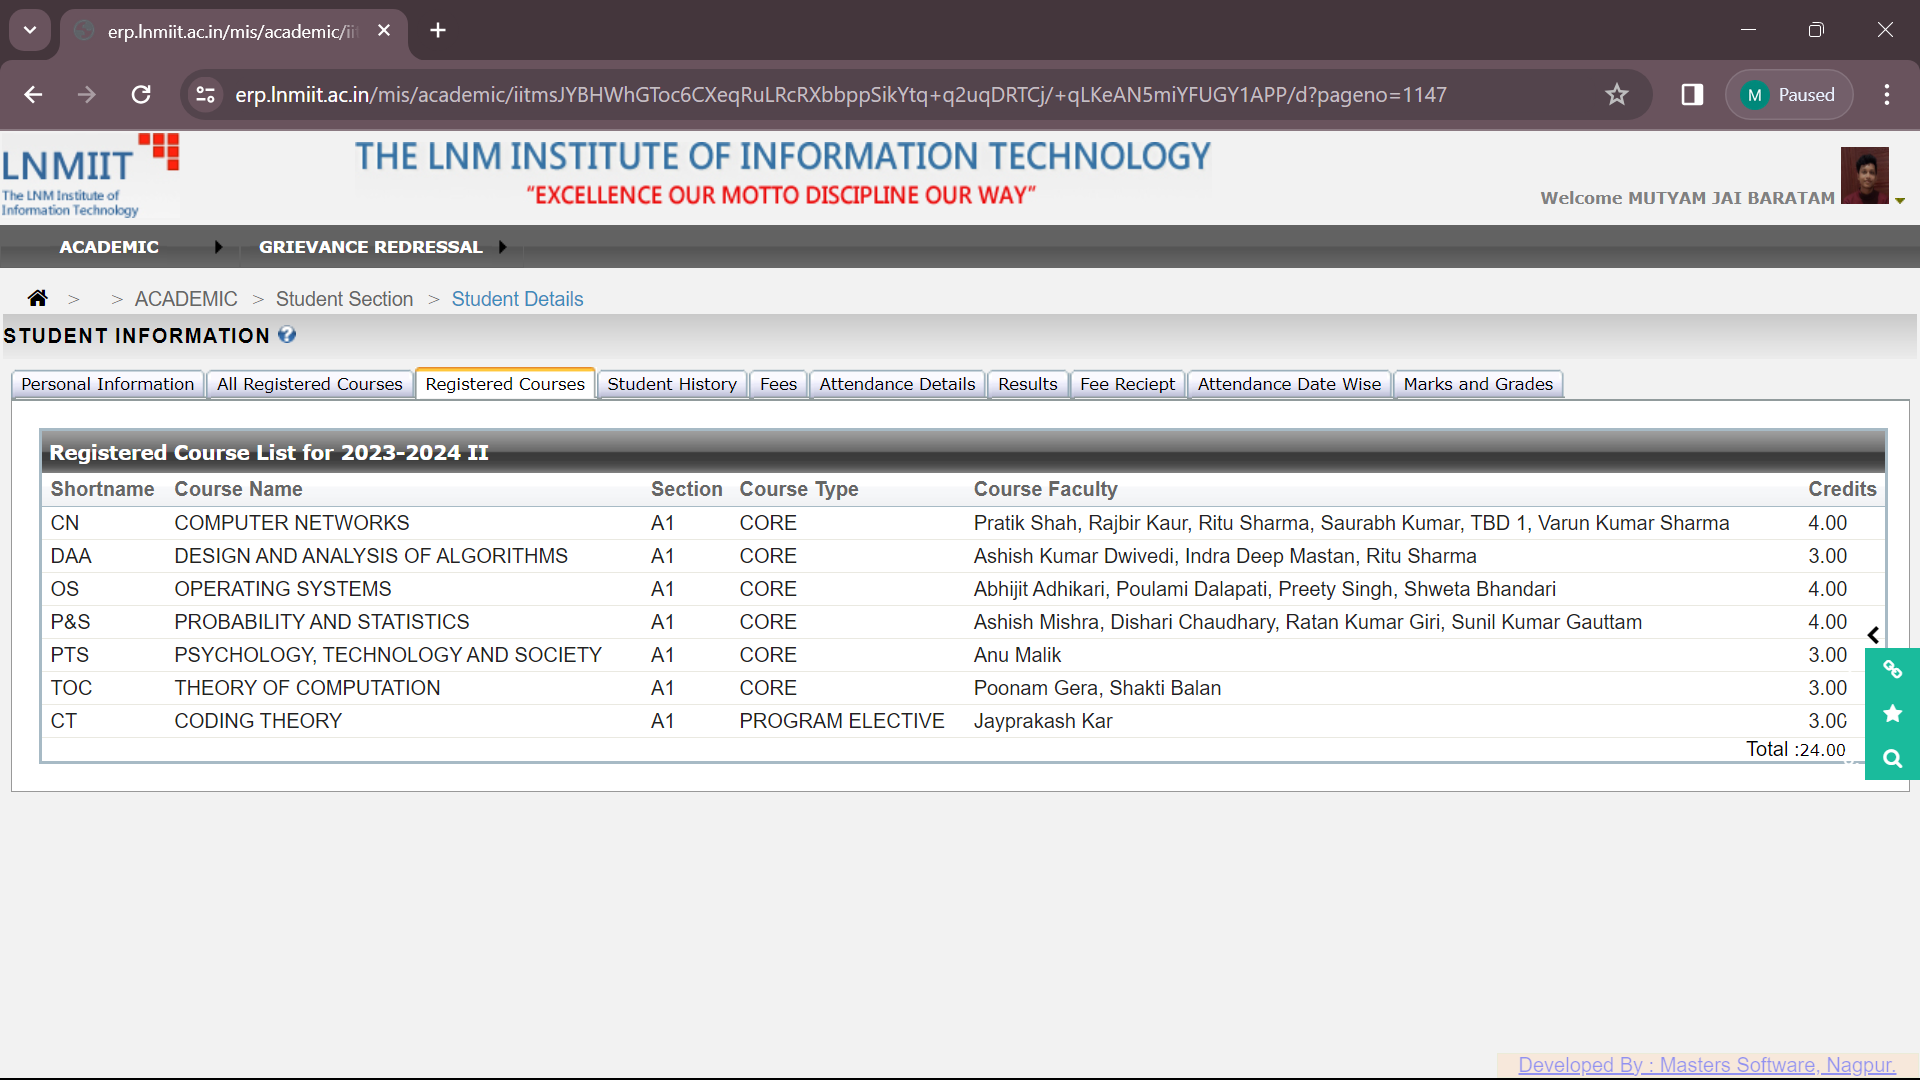 erp.lnmiit.ac.in/mis/academic/ii
erp.lnmiit.ac.in/mis/academic/iitmsJYBHWhGToc6CXeqRuLRcRXbbppSikYtq+q2uqDRTCj/+qLKeAN5miYFUGY1APP/d?pageno=1147
M Paused
LNMIIT
The LNM Institute of
Information Technology
THE LNM INSTITUTE OF INFORMATION TECHNOLOGY
“EXCELLENCE OUR MOTTO DISCIPLINE OUR WAY”
Welcome MUTYAM JAI BARATAM
ACADEMIC GRIEVANCE REDRESSAL
> > ACADEMIC > Student Section > Student Details
STUDENT INFORMATION ?
Personal Information All Registered Courses Registered Courses Student History Fees Attendance Details Results Fee Reciept Attendance Date Wise Marks and Grades
Registered Course List for 2023-2024 II
Shortname Course Name Section Course Type Course Faculty Credits
CN COMPUTER NETWORKS A1 CORE Pratik Shah, Rajbir Kaur, Ritu Sharma, Saurabh Kumar, TBD 1, Varun Kumar Sharma 4.00
DAA DESIGN AND ANALYSIS OF ALGORITHMS A1 CORE Ashish Kumar Dwivedi, Indra Deep Mastan, Ritu Sharma 3.00
OS OPERATING SYSTEMS A1 CORE Abhijit Adhikari, Poulami Dalapati, Preety Singh, Shweta Bhandari 4.00
P&S PROBABILITY AND STATISTICS A1 CORE Ashish Mishra, Dishari Chaudhary, Ratan Kumar Giri, Sunil Kumar Gauttam 4.00
PTS PSYCHOLOGY, TECHNOLOGY AND SOCIETY A1 CORE Anu Malik 3.00
TOC THEORY OF COMPUTATION A1 CORE Poonam Gera, Shakti Balan 3.00
CT CODING THEORY A1 PROGRAM ELECTIVE Jayprakash Kar 3.00
Total :24.00
Developed By : Masters Software, Nagpur.